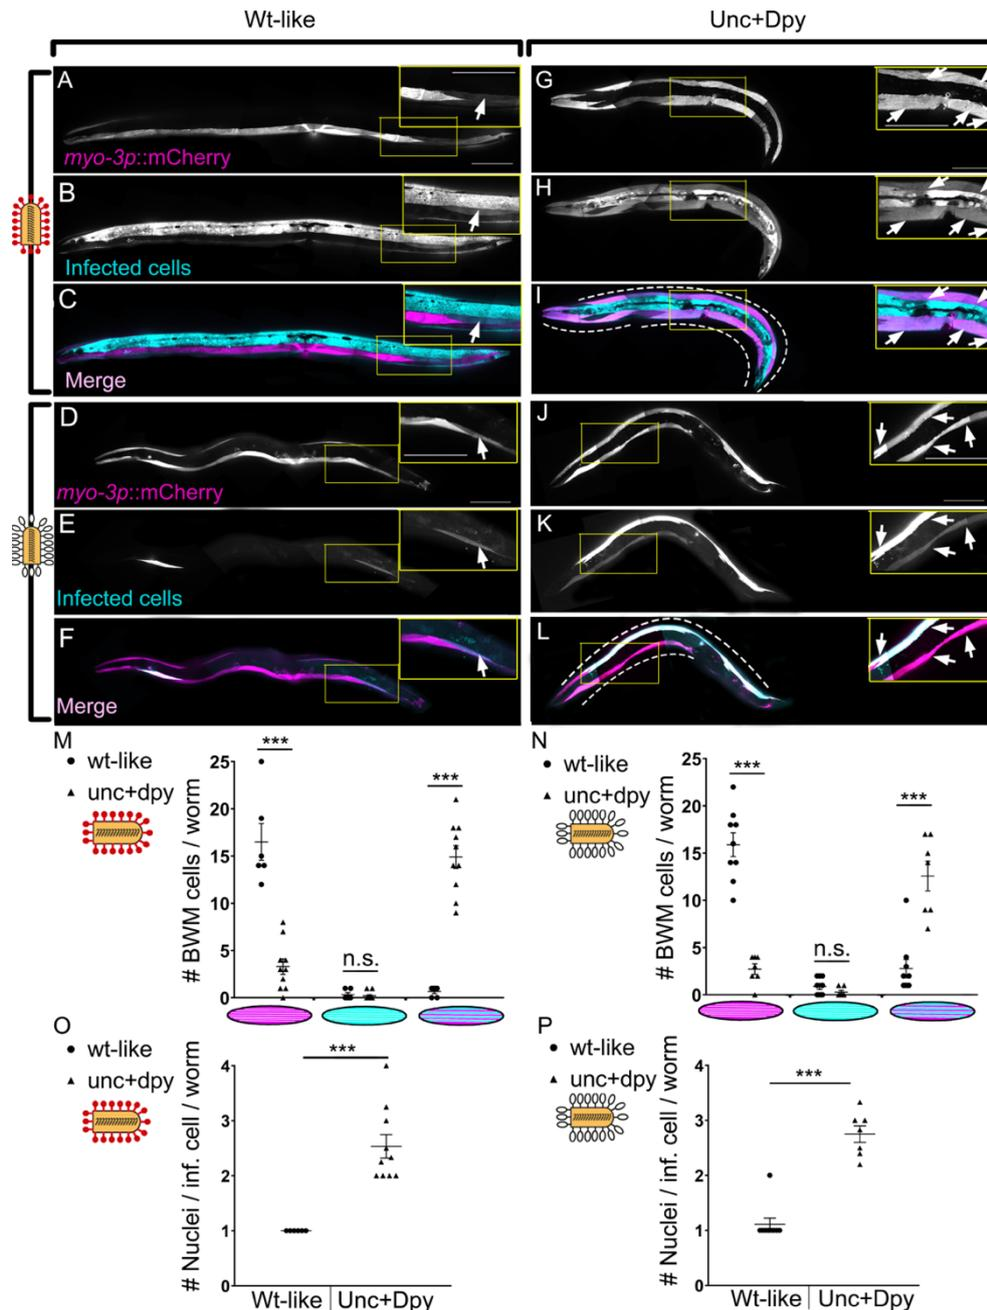 Wt-like
Unc+Dpy
A
myo-3p::mCherry
B
Infected cells
C
Merge
D
myo-3p::mCherry
E
Infected cells
F
Merge
G
H
I
J
K
L
M
wt-like
unc+dpy
# BWM cells / worm
25
20
15
10
5
0
***
n.s.
***
N
wt-like
unc+dpy
# BWM cells / worm
25
20
15
10
5
0
***
n.s.
***
O
wt-like
unc+dpy
# Nuclei / inf. cell / worm
4
3
2
1
0
***
Wt-like
Unc+Dpy
P
wt-like
unc+dpy
# Nuclei / inf. cell / worm
4
3
2
1
0
***
Wt-like
Unc+Dpy